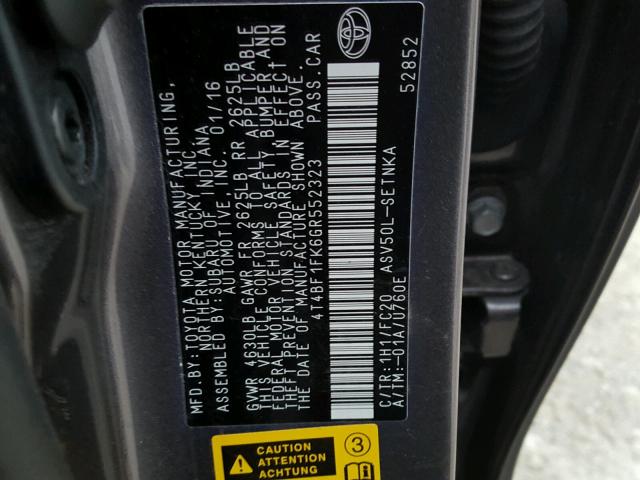 MFD.BY:TOYOTA MOTOR MANUFACTURING,
NORTHERN KENTUCKY INC.
ASSEMBLED BY:SUBARU OF INDIANA
AUTOMOTIVE, INC. 01/16
GVWR 4630LB GAWR FR 2625LB RR 2625LB
THIS VEHICLE CONFORMS TO ALL APPLICABLE
FEDERAL MOTOR VEHICLE SAFETY, BUMPER AND
THEFT PREVENTION STANDARDS IN EFFECT ON
THE DATE OF MANUFACTURE SHOWN ABOVE.
4T4BF1FK6GR552323 PASS.CAR
C/TR:1H1/FC20 ASV50L-SETNKA
A/TM:-01A/U760E 52852
CAUTION
ATTENTION
ACHTUNG
3